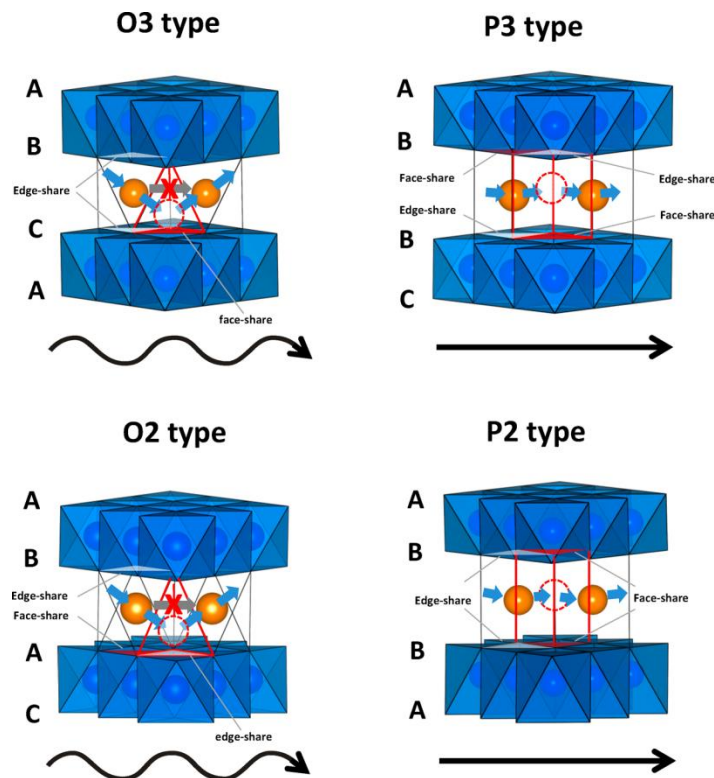 O3 type
A
B
Edge-share
X
C
A
face-share
P3 type
A
B
Face-share
Edge-share
Edge-share
Face-share
B
C
O2 type
A
B
Edge-share
X
Face-share
A
C
edge-share
P2 type
A
B
Edge-share
Face-share
B
A